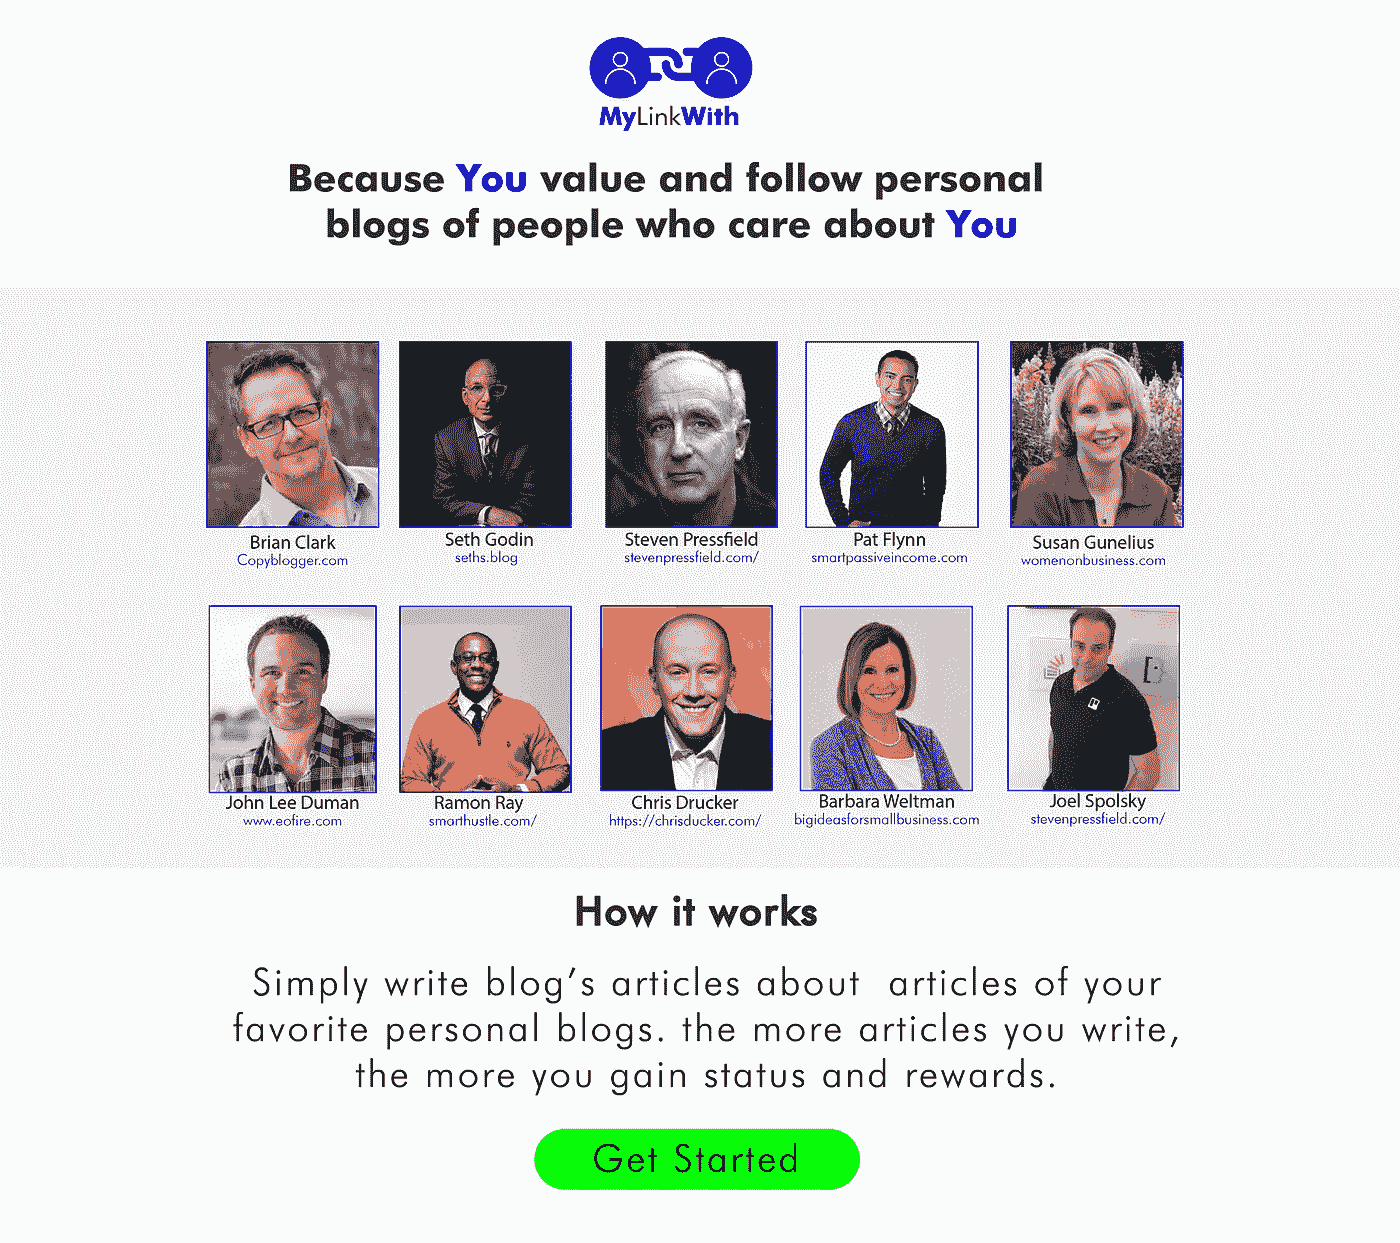 MyLinkWith
Because You value and follow personal
blogs of people who care about You
Brian Clark
Copyblogger.com
Seth Godin
seths.blog
Steven Pressfield
stevenpressfield.com/
Pat Flynn
smartpassiveincome.com
Susan Gunelius
womenonbusiness.com
John Lee Duman
www.eofire.com
Ramon Ray
smarthustle.com/
Chris Drucker
https://chrisducker.com/
Barbara Weltman
bigideasforsmallbusiness.com
Joel Spolsky
stevenpressfield.com/
How it works
Simply write blog’s articles about articles of your
favorite personal blogs. the more articles you write,
the more you gain status and rewards.
Get Started